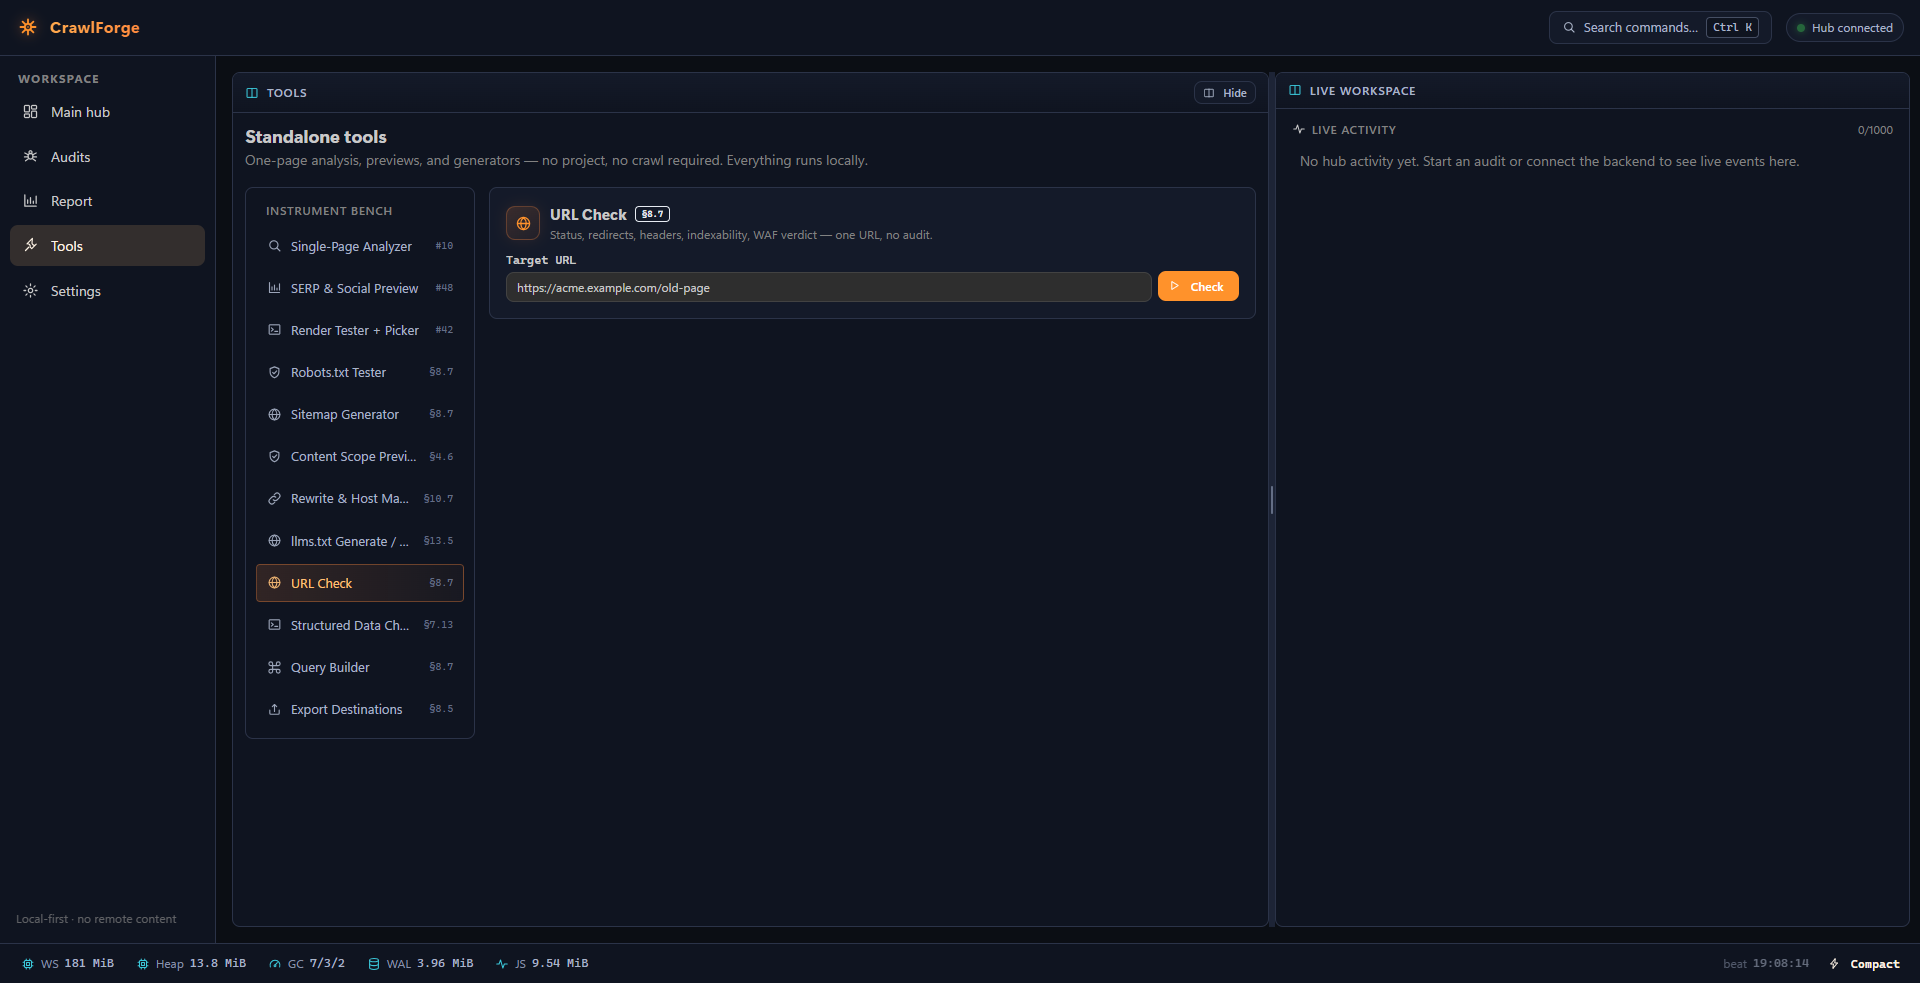 CrawlForge
Search commands... Ctrl K
Hub connected
WORKSPACE
Main hub
Audits
Report
Tools
Settings
Local-first · no remote content
TOOLS
Hide
Standalone tools
One-page analysis, previews, and generators — no project, no crawl required. Everything runs locally.
INSTRUMENT BENCH
Single-Page Analyzer #10
SERP & Social Preview #48
Render Tester + Picker #42
Robots.txt Tester §8.7
Sitemap Generator §8.7
Content Scope Previ... §4.6
Rewrite & Host Ma... §10.7
llms.txt Generate / ... §13.5
URL Check §8.7
Structured Data Ch... §7.13
Query Builder §8.7
Export Destinations §8.5
URL Check §8.7
Status, redirects, headers, indexability, WAF verdict — one URL, no audit.
Target URL
https://acme.example.com/old-page
Check
LIVE WORKSPACE
LIVE ACTIVITY 0/1000
No hub activity yet. Start an audit or connect the backend to see live events here.
WS 181 MiB Heap 13.8 MiB GC 7/3/2 WAL 3.96 MiB JS 9.54 MiB
beat 19:08:14 Compact